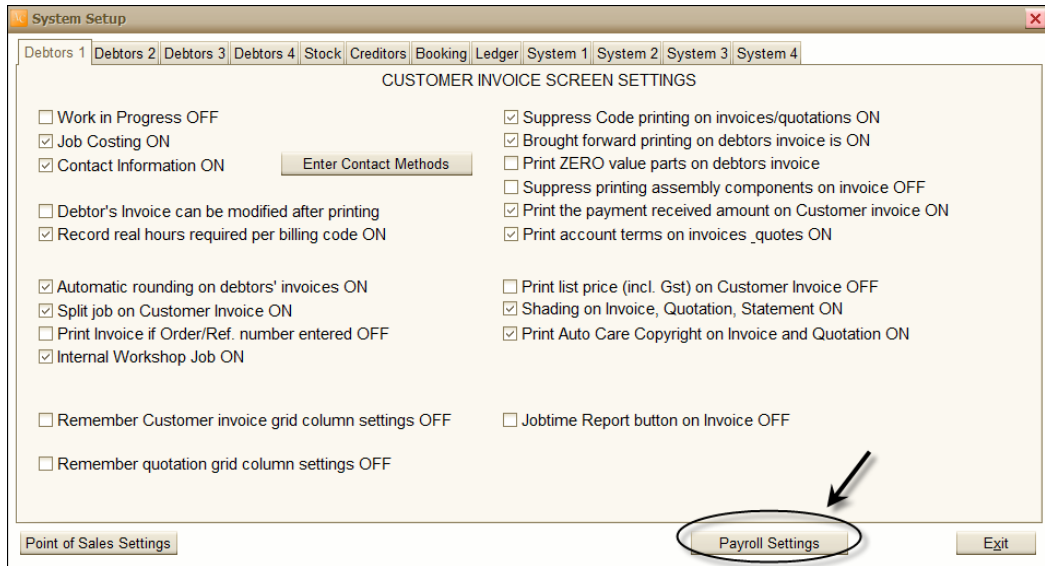 System Setup
Debtors 1 Debtors 2 Debtors 3 Debtors 4 Stock Creditors Booking Ledger System 1 System 2 System 3 System 4
CUSTOMER INVOICE SCREEN SETTINGS
Work in Progress OFF
Job Costing ON
Contact Information ON
Enter Contact Methods
Debtor's Invoice can be modified after printing
Record real hours required per billing code ON
Automatic rounding on debtors' invoices ON
Split job on Customer Invoice ON
Print Invoice if Order/Ref. number entered OFF
Internal Workshop Job ON
Remember Customer invoice grid column settings OFF
Remember quotation grid column settings OFF
Suppress Code printing on invoices/quotations ON
Brought forward printing on debtors invoice is ON
Print ZERO value parts on debtors invoice
Suppress printing assembly components on invoice OFF
Print the payment received amount on Customer invoice ON
Print account terms on invoices _quotes ON
Print list price (incl. Gst) on Customer Invoice OFF
Shading on Invoice, Quotation, Statement ON
Print Auto Care Copyright on Invoice and Quotation ON
Jobtime Report button on Invoice OFF
Point of Sales Settings
Payroll Settings
Exit